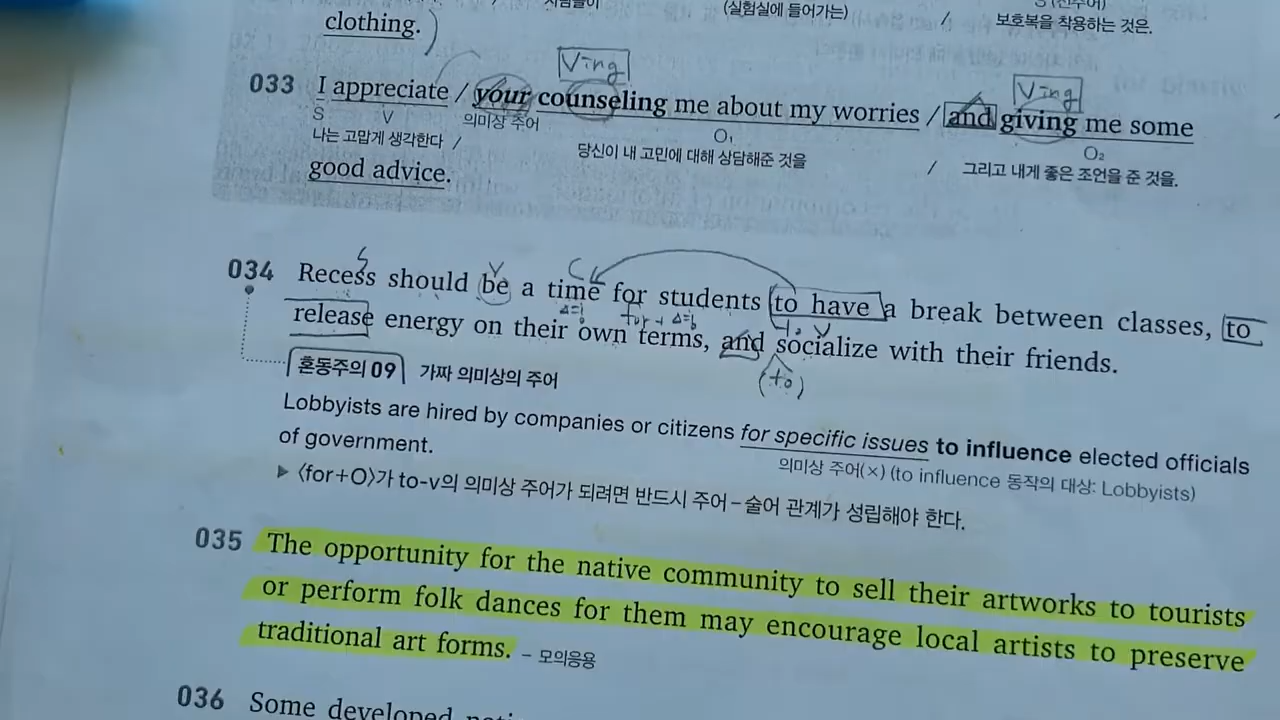 (실험실에 들어가는) / 보호복을 착용하는 것은.
clothing.
Ving Ving
033 I appreciate / your counseling me about my worries / and giving me some
S V 의미상 주어 O₁ O₂
나는 고맙게 생각한다 / 당신이 내 고민에 대해 상담해준 것을 / 그리고 내게 좋은 조언을 준 것을.
good advice.
S V C
034 Recess should be a time for students to have a break between classes, to
release energy on their own terms, and socialize with their friends.
(to)
혼동주의 09 가짜 의미상의 주어
Lobbyists are hired by companies or citizens for specific issues to influence elected officials
의미상 주어(×) (to influence 동작의 대상: Lobbyists)
of government.
▶ 〈for+O〉가 to-v의 의미상 주어가 되려면 반드시 주어-술어 관계가 성립해야 한다.
035 The opportunity for the native community to sell their artworks to tourists
or perform folk dances for them may encourage local artists to preserve
traditional art forms. – 모의응용
036 Some developed